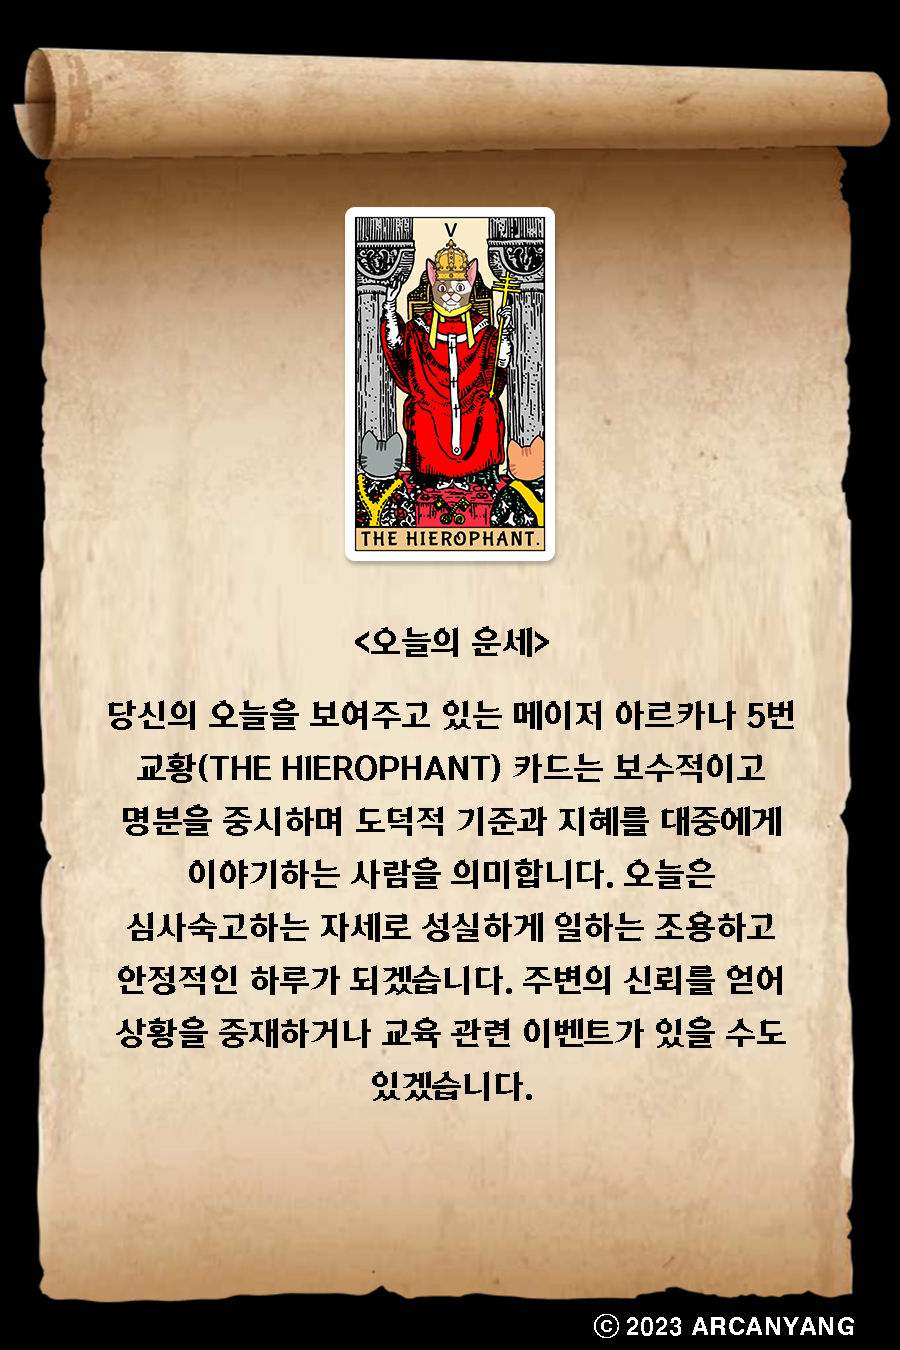 V
THE HIEROPHANT.
<오늘의 운세>
당신의 오늘을 보여주고 있는 메이저 아르카나 5번
교황(THE HIEROPHANT) 카드는 보수적이고
명분을 중시하며 도덕적 기준과 지혜를 대중에게
이야기하는 사람을 의미합니다. 오늘은
심사숙고하는 자세로 성실하게 일하는 조용하고
안정적인 하루가 되겠습니다. 주변의 신뢰를 얻어
상황을 중재하거나 교육 관련 이벤트가 있을 수도
있겠습니다.
ⓒ 2023 ARCANYANG